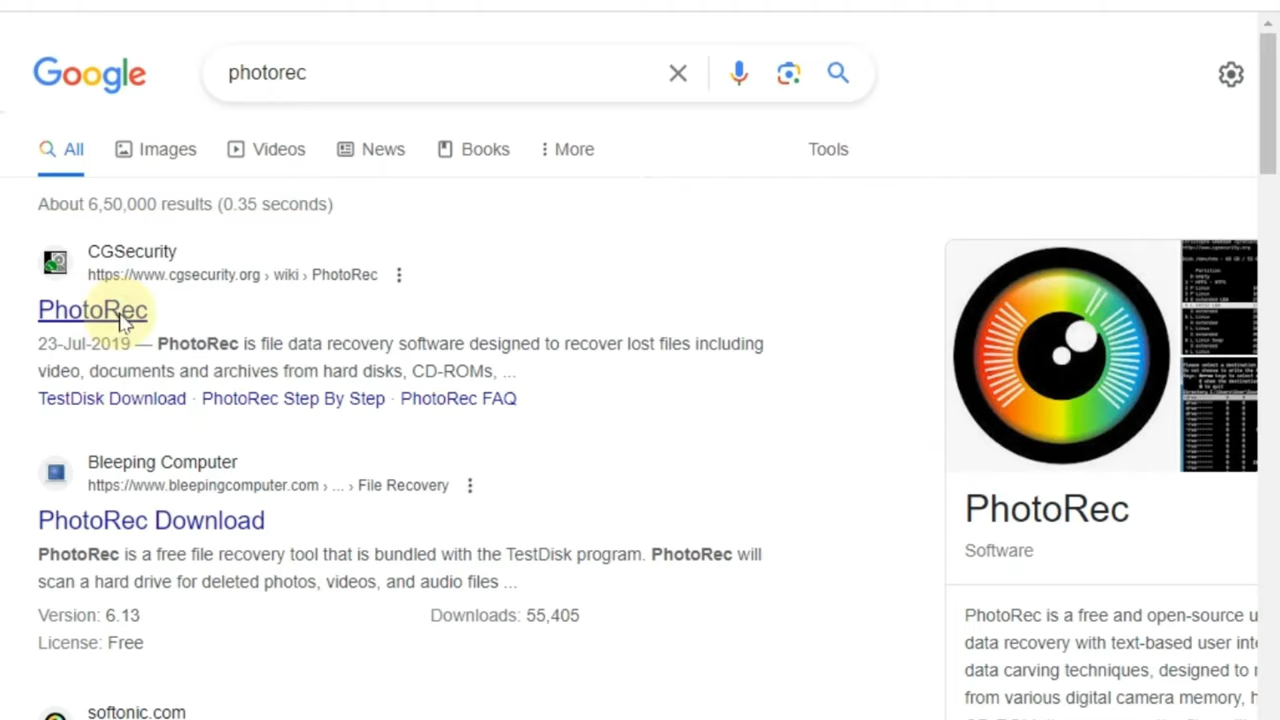 Google
photorec
All
Images
Videos
News
Books
More
Tools
About 6,50,000 results (0.35 seconds)
CGSecurity
https://www.cgsecurity.org › wiki › PhotoRec
PhotoRec
23-Jul-2019 — PhotoRec is file data recovery software designed to recover lost files including
video, documents and archives from hard disks, CD-ROMs, ...
TestDisk Download · PhotoRec Step By Step · PhotoRec FAQ
Bleeping Computer
https://www.bleepingcomputer.com › ... › File Recovery
PhotoRec Download
PhotoRec is a free file recovery tool that is bundled with the TestDisk program. PhotoRec will
scan a hard drive for deleted photos, videos, and audio files ...
Version: 6.13
Downloads: 55,405
License: Free
softonic.com
PhotoRec
Software
PhotoRec is a free and open-source
data recovery with text-based user
data carving techniques, designed to
from various digital camera memory,